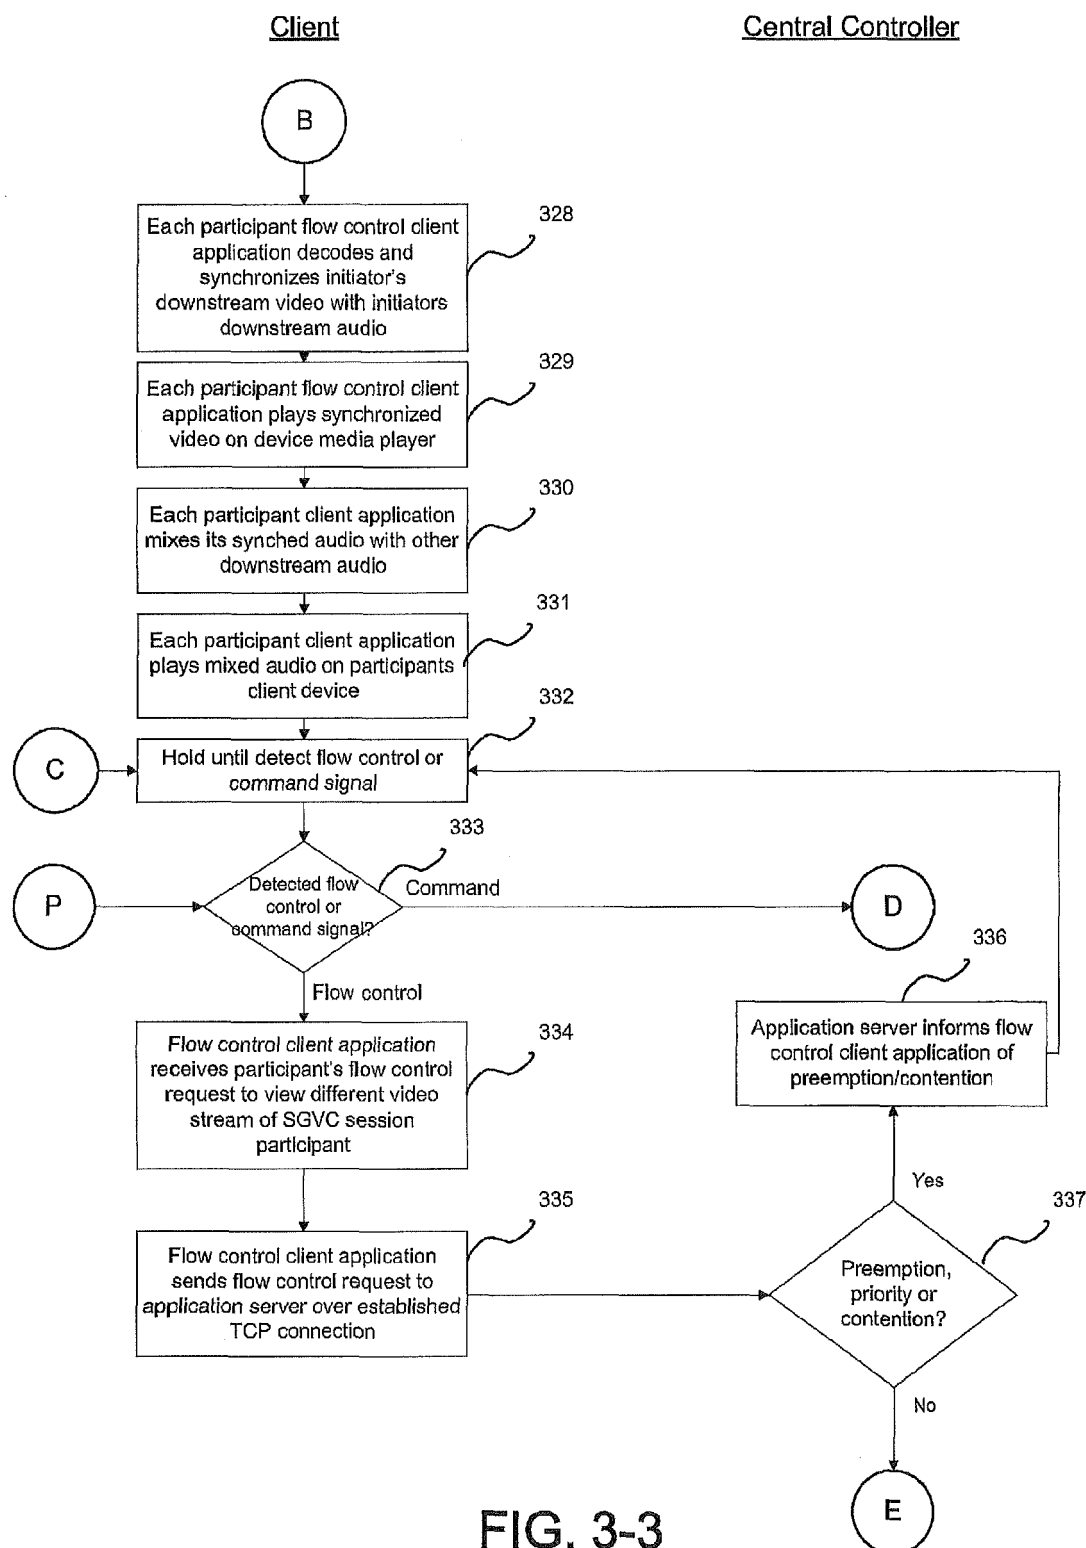 Client
Central Controller
B
328
Each participant flow control client
application decodes and
synchronizes initiator's
downstream video with initiators
downstream audio
329
Each participant flow control client
application plays synchronized
video on device media player
330
Each participant client application
mixes its synched audio with other
downstream audio
331
Each participant client application
plays mixed audio on participants
client device
332
C
Hold until detect flow control or
command signal
333
P
Detected flow
control or
command signal?
Command
D
Flow control
336
Application server informs flow
control client application of
preemption/contention
334
Flow control client application
receives participant's flow control
request to view different video
stream of SGVC session
participant
Yes
335
337
Flow control client application
sends flow control request to
application server over established
TCP connection
Preemption,
priority or
contention?
No
E
FIG. 3-3